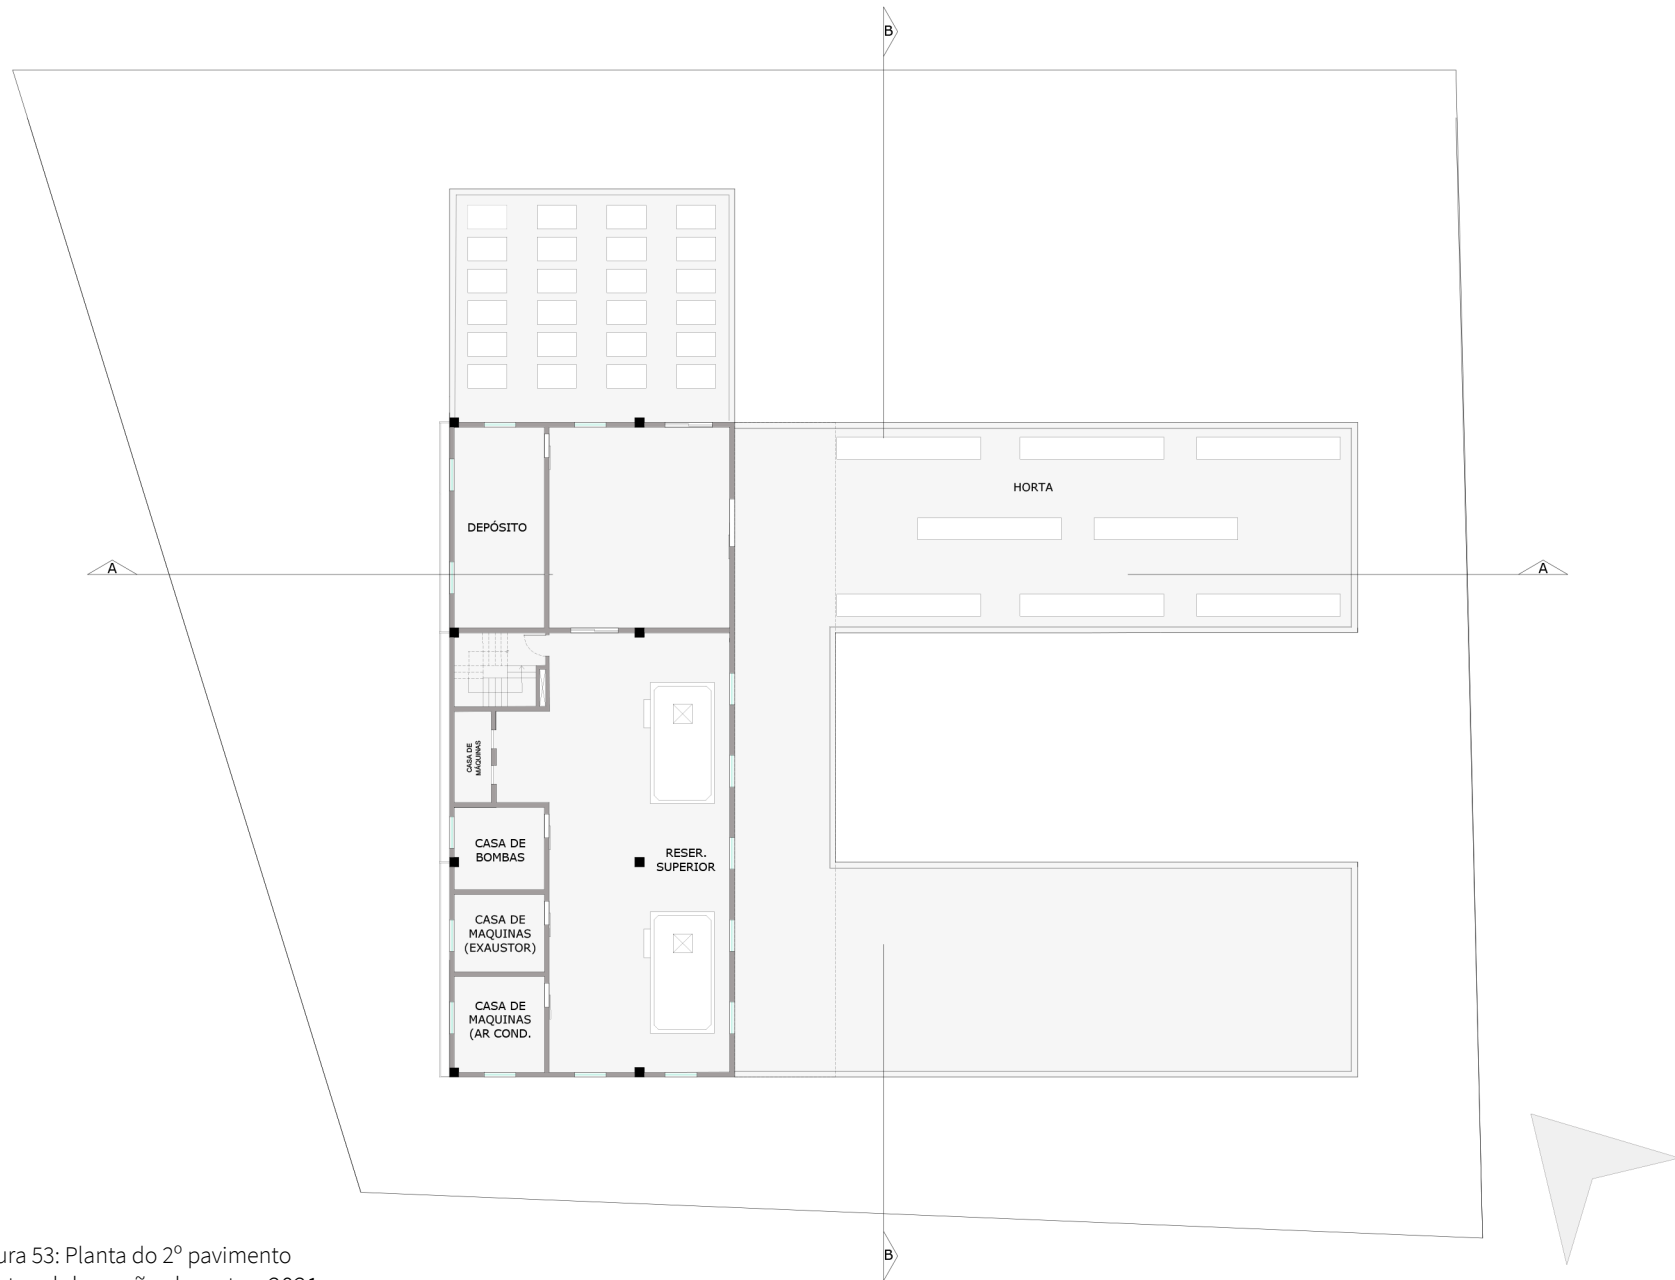 B
HORTA
DEPÓSITO
A
A
CASA DE
MÁQUINAS
CASA DE
BOMBAS
RESER.
SUPERIOR
CASA DE
MAQUINAS
(EXAUSTOR)
CASA DE
MAQUINAS
(AR COND.
B
ura 53: Planta do 2º pavimento